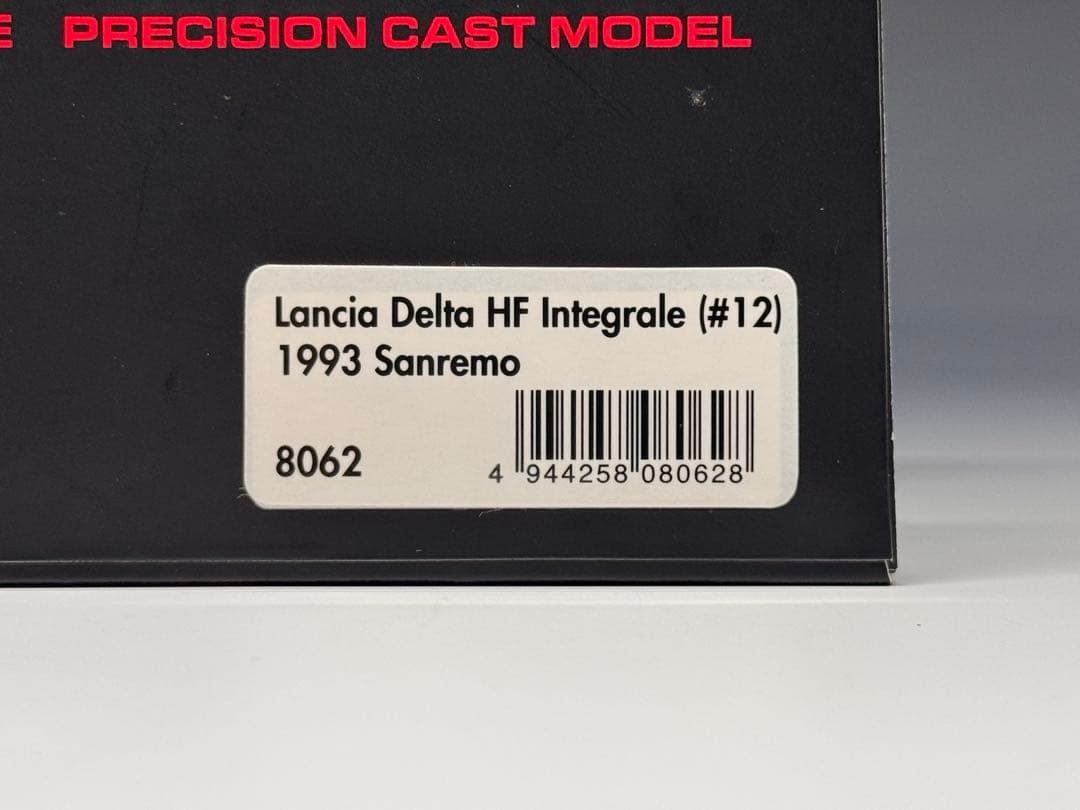 E PRECISION CAST MODEL
Lancia Delta HF Integrale (#12)
1993 Sanremo
8062
4 944258 080628